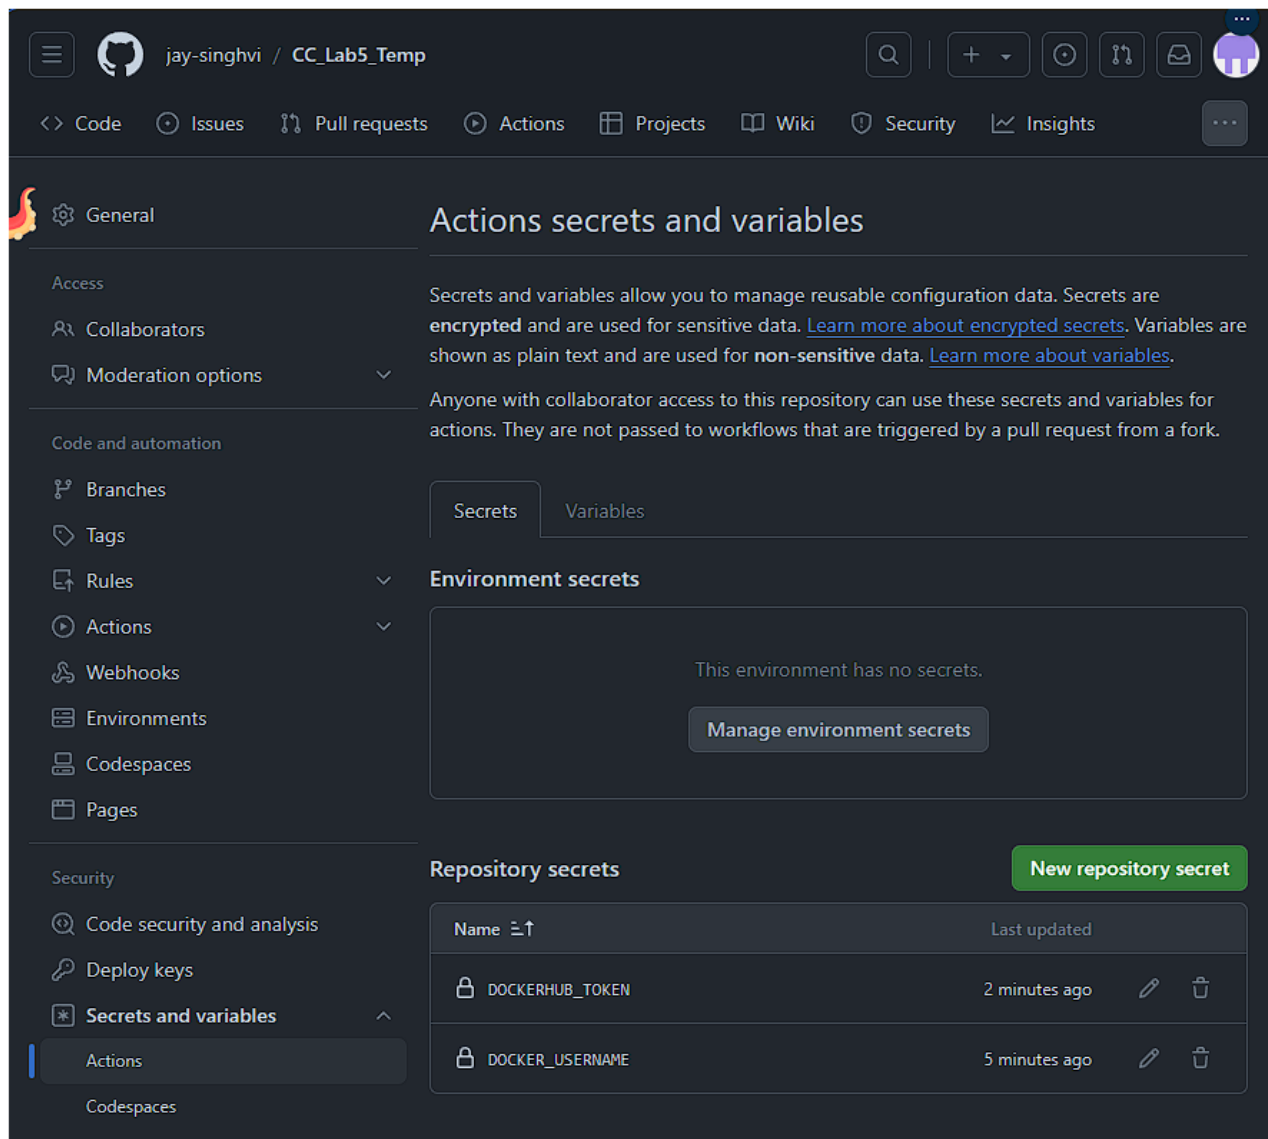 jay-singhvi / CC_Lab5_Temp
Code Issues Pull requests Actions Projects Wiki Security Insights
General
Access
Collaborators
Moderation options
Code and automation
Branches
Tags
Rules
Actions
Webhooks
Environments
Codespaces
Pages
Security
Code security and analysis
Deploy keys
Secrets and variables
Actions
Codespaces
Actions secrets and variables
Secrets and variables allow you to manage reusable configuration data. Secrets are
encrypted and are used for sensitive data. Learn more about encrypted secrets. Variables are
shown as plain text and are used for non-sensitive data. Learn more about variables.
Anyone with collaborator access to this repository can use these secrets and variables for
actions. They are not passed to workflows that are triggered by a pull request from a fork.
Secrets Variables
Environment secrets
This environment has no secrets.
Manage environment secrets
Repository secrets New repository secret
Name Last updated
DOCKERHUB_TOKEN 2 minutes ago
DOCKER_USERNAME 5 minutes ago